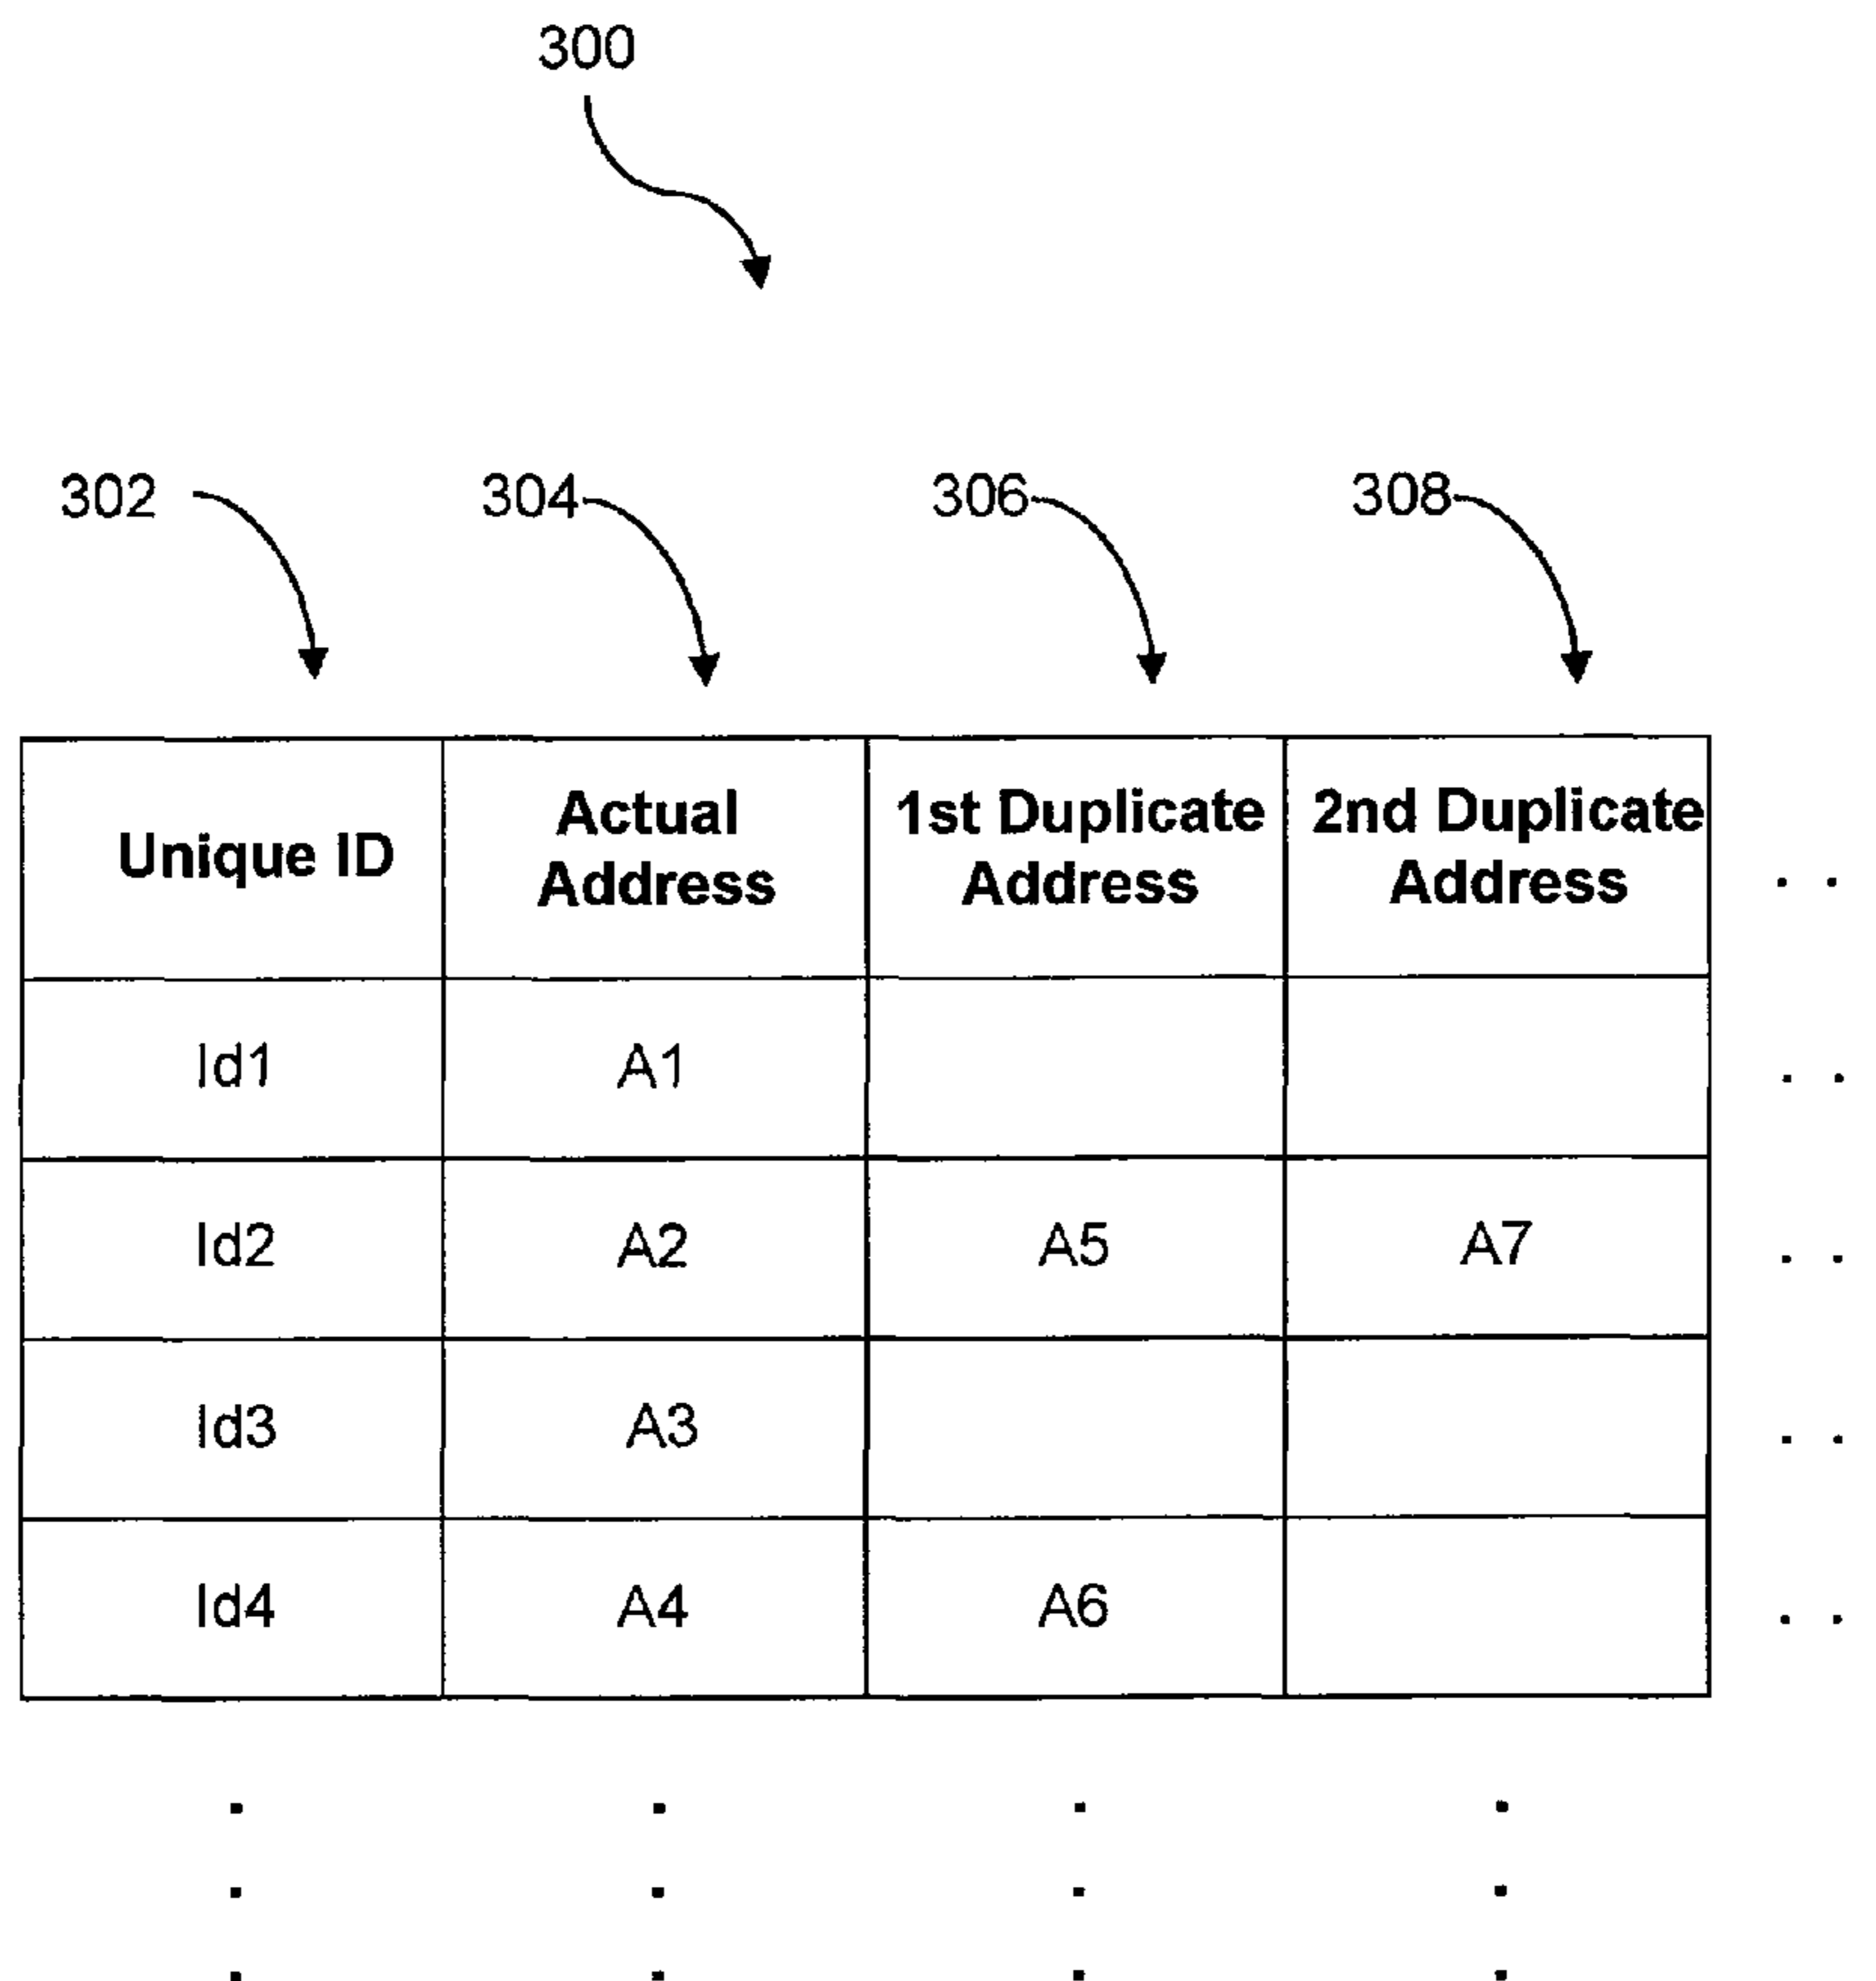 300
302 304 306 308
Unique ID Actual Address 1st Duplicate Address 2nd Duplicate Address . .
Id1 A1 . .
Id2 A2 A5 A7 . .
Id3 A3 . .
Id4 A4 A6 . .
. . . .
. . . .
. . . .